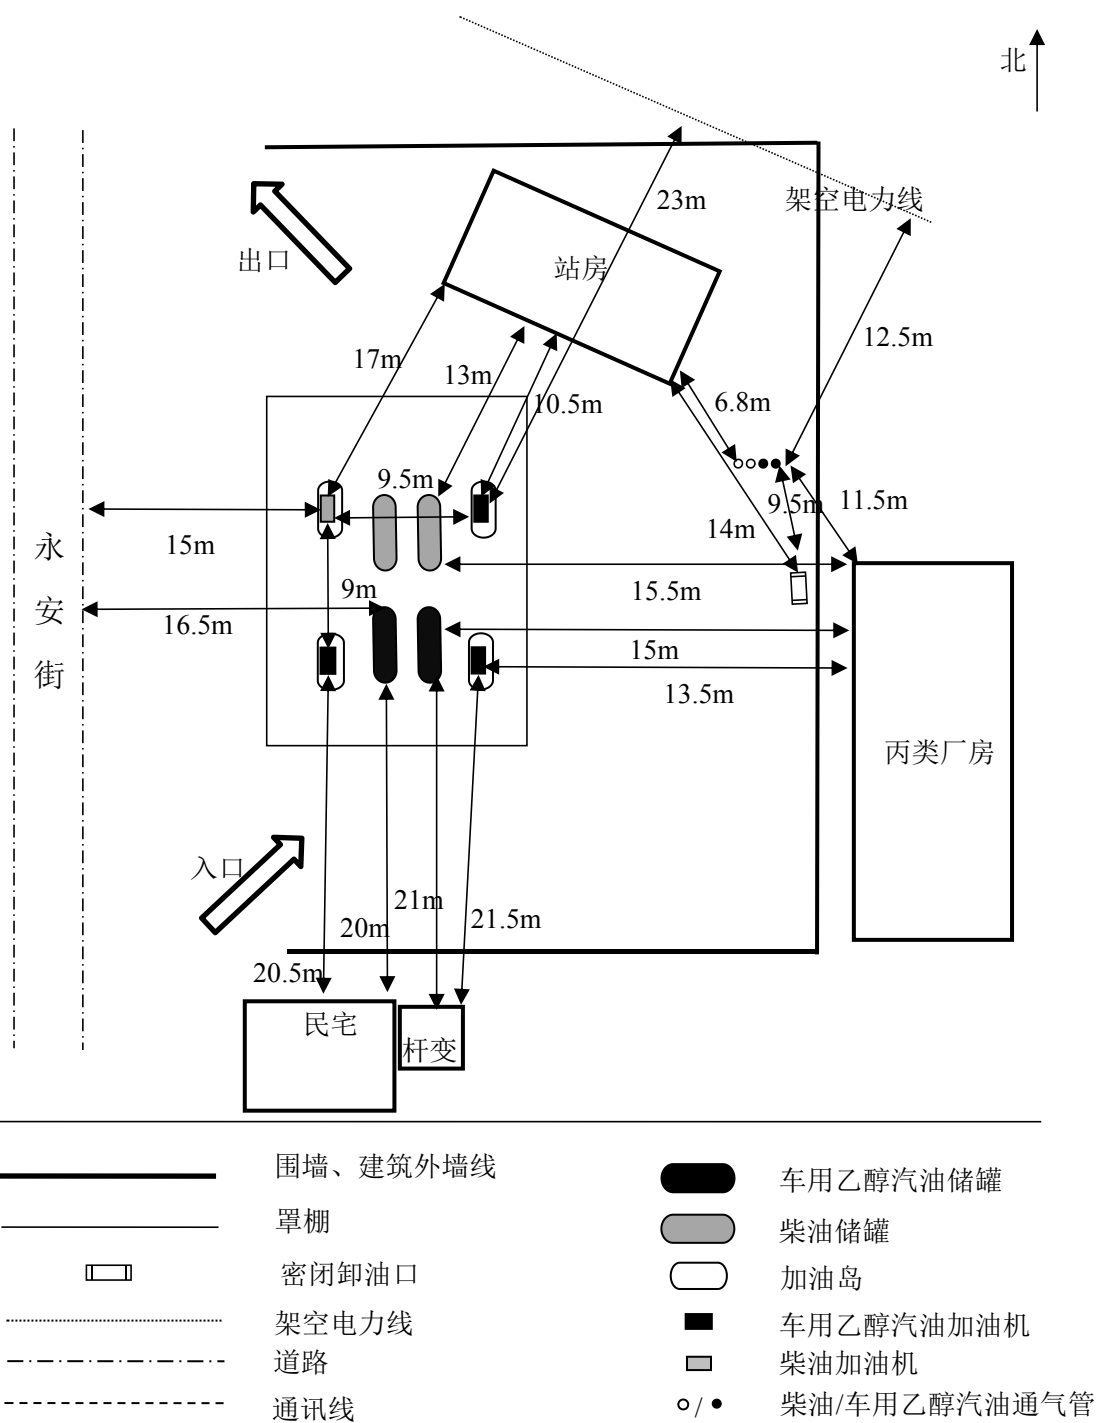 北
架空电力线
23m
出口
站房
12.5m
17m
13m
6.8m
10.5m
9.5m
9.5m
11.5m
14m
15m
永安街
9m
15.5m
16.5m
15m
13.5m
丙类厂房
入口
21m
20m
21.5m
20.5m
民宅
杆变
围墙、建筑外墙线
罩棚
密闭卸油口
架空电力线
道路
通讯线
车用乙醇汽油储罐
柴油储罐
加油岛
车用乙醇汽油加油机
柴油加油机
/
柴油/车用乙醇汽油通气管